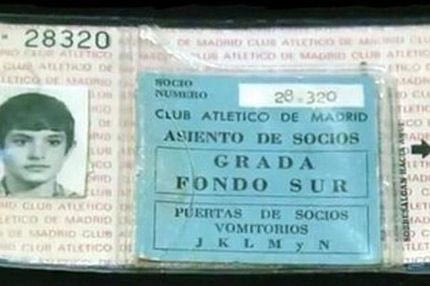 28320
SOCIO
NUMERO
28.320
CLUB ATLETICO DE MADRID
ASIENTO DE SOCIOS
GRADA
FONDO SUR
PUERTAS DE SOCIOS
VOMITORIOS
J K L M y N